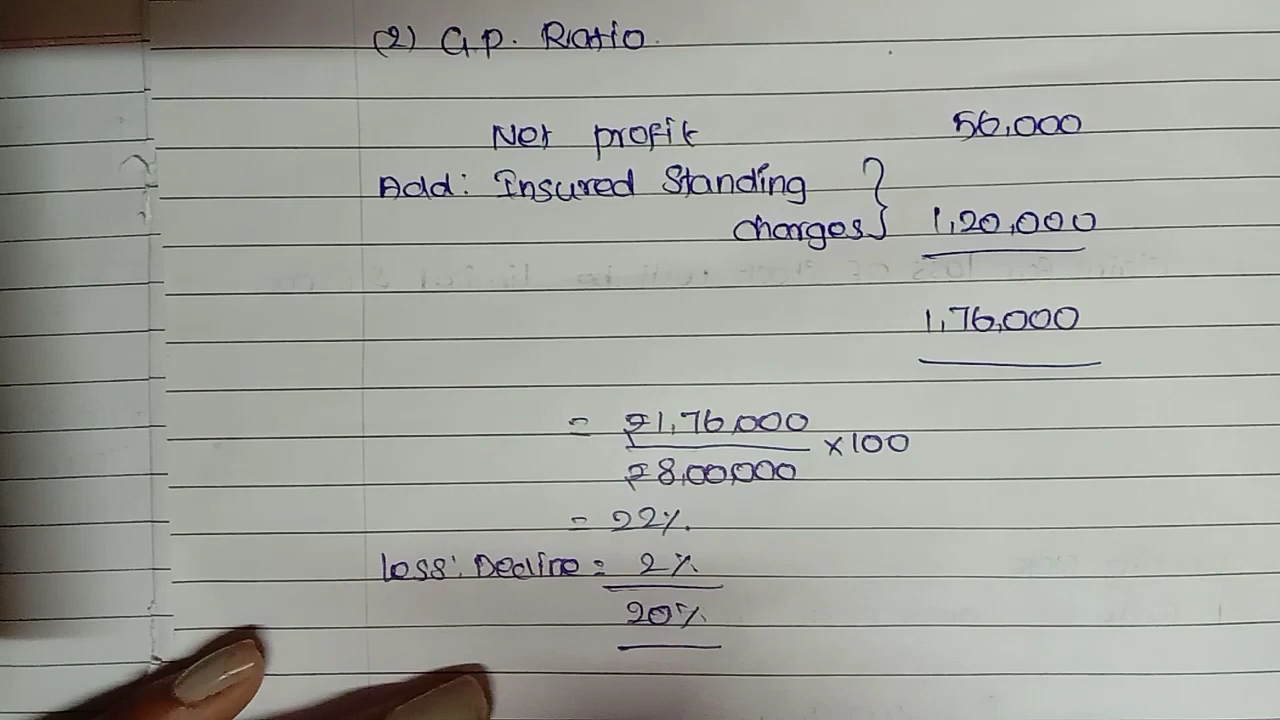 (2) G.P. Ratio.
Net profit 56,000
Add: Insured Standing
charges} 1,20,000
1,76,000
= ₹1,76,000
× 100
₹8,00,000
= 22%.
Less: Decline = 2%
20%